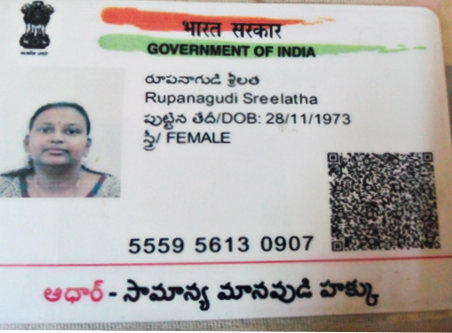 भारत सरकार
GOVERNMENT OF INDIA
రూపనాగుడి శ్రీలత
Rupanagudi Sreelatha
పుట్టిన తేదీ/DOB: 28/11/1973
స్త్రీ/ FEMALE
5559 5613 0907
ఆధార్ - సామాన్య మానవుడి హక్కు